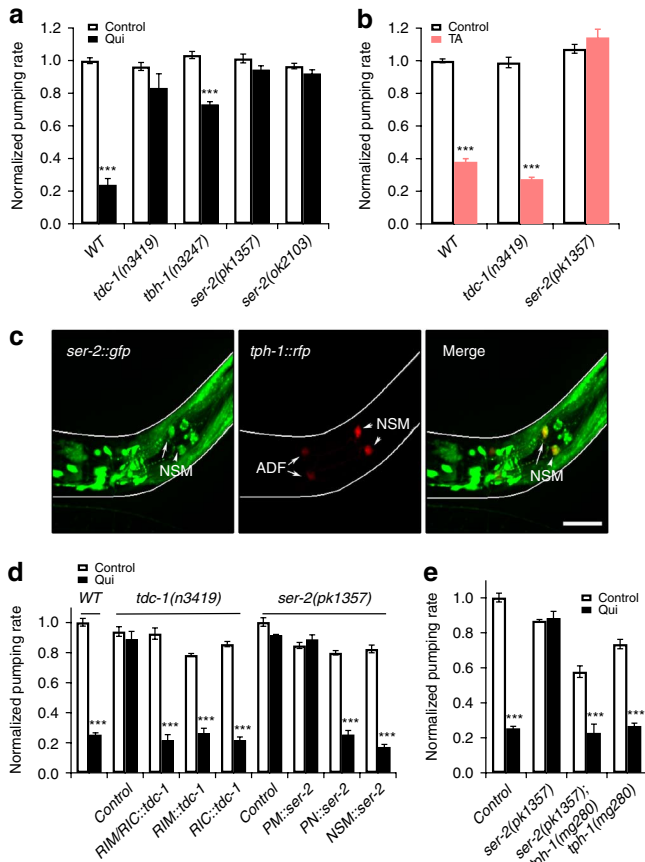 a
Control
Qui
Normalized pumping rate
1.2
1.0
0.8
0.6
0.4
0.2
0.0
***
***
WT
tdc-1(n3419)
tbh-1(n3247)
ser-2(pk1357)
ser-2(ok2103)
b
Control
TA
Normalized pumping rate
1.2
1.0
0.8
0.6
0.4
0.2
0.0
***
***
WT
tdc-1(n3419)
ser-2(pk1357)
c
ser-2::gfp
NSM
tph-1::rfp
NSM
ADF
Merge
NSM
d
Control
Qui
WT
tdc-1(n3419)
ser-2(pk1357)
Normalized pumping rate
1.0
0.8
0.6
0.4
0.2
0.0
***
***
***
***
***
***
Control
RIM/RIC::tdc-1
RIM::tdc-1
RIC::tdc-1
Control
PM::ser-2
PN::ser-2
NSM::ser-2
e
Control
Qui
Normalized pumping rate
1.0
0.8
0.6
0.4
0.2
0.0
***
***
***
Control
ser-2(pk1357)
ser-2(pk1357);
tph-1(mg280)
tph-1(mg280)